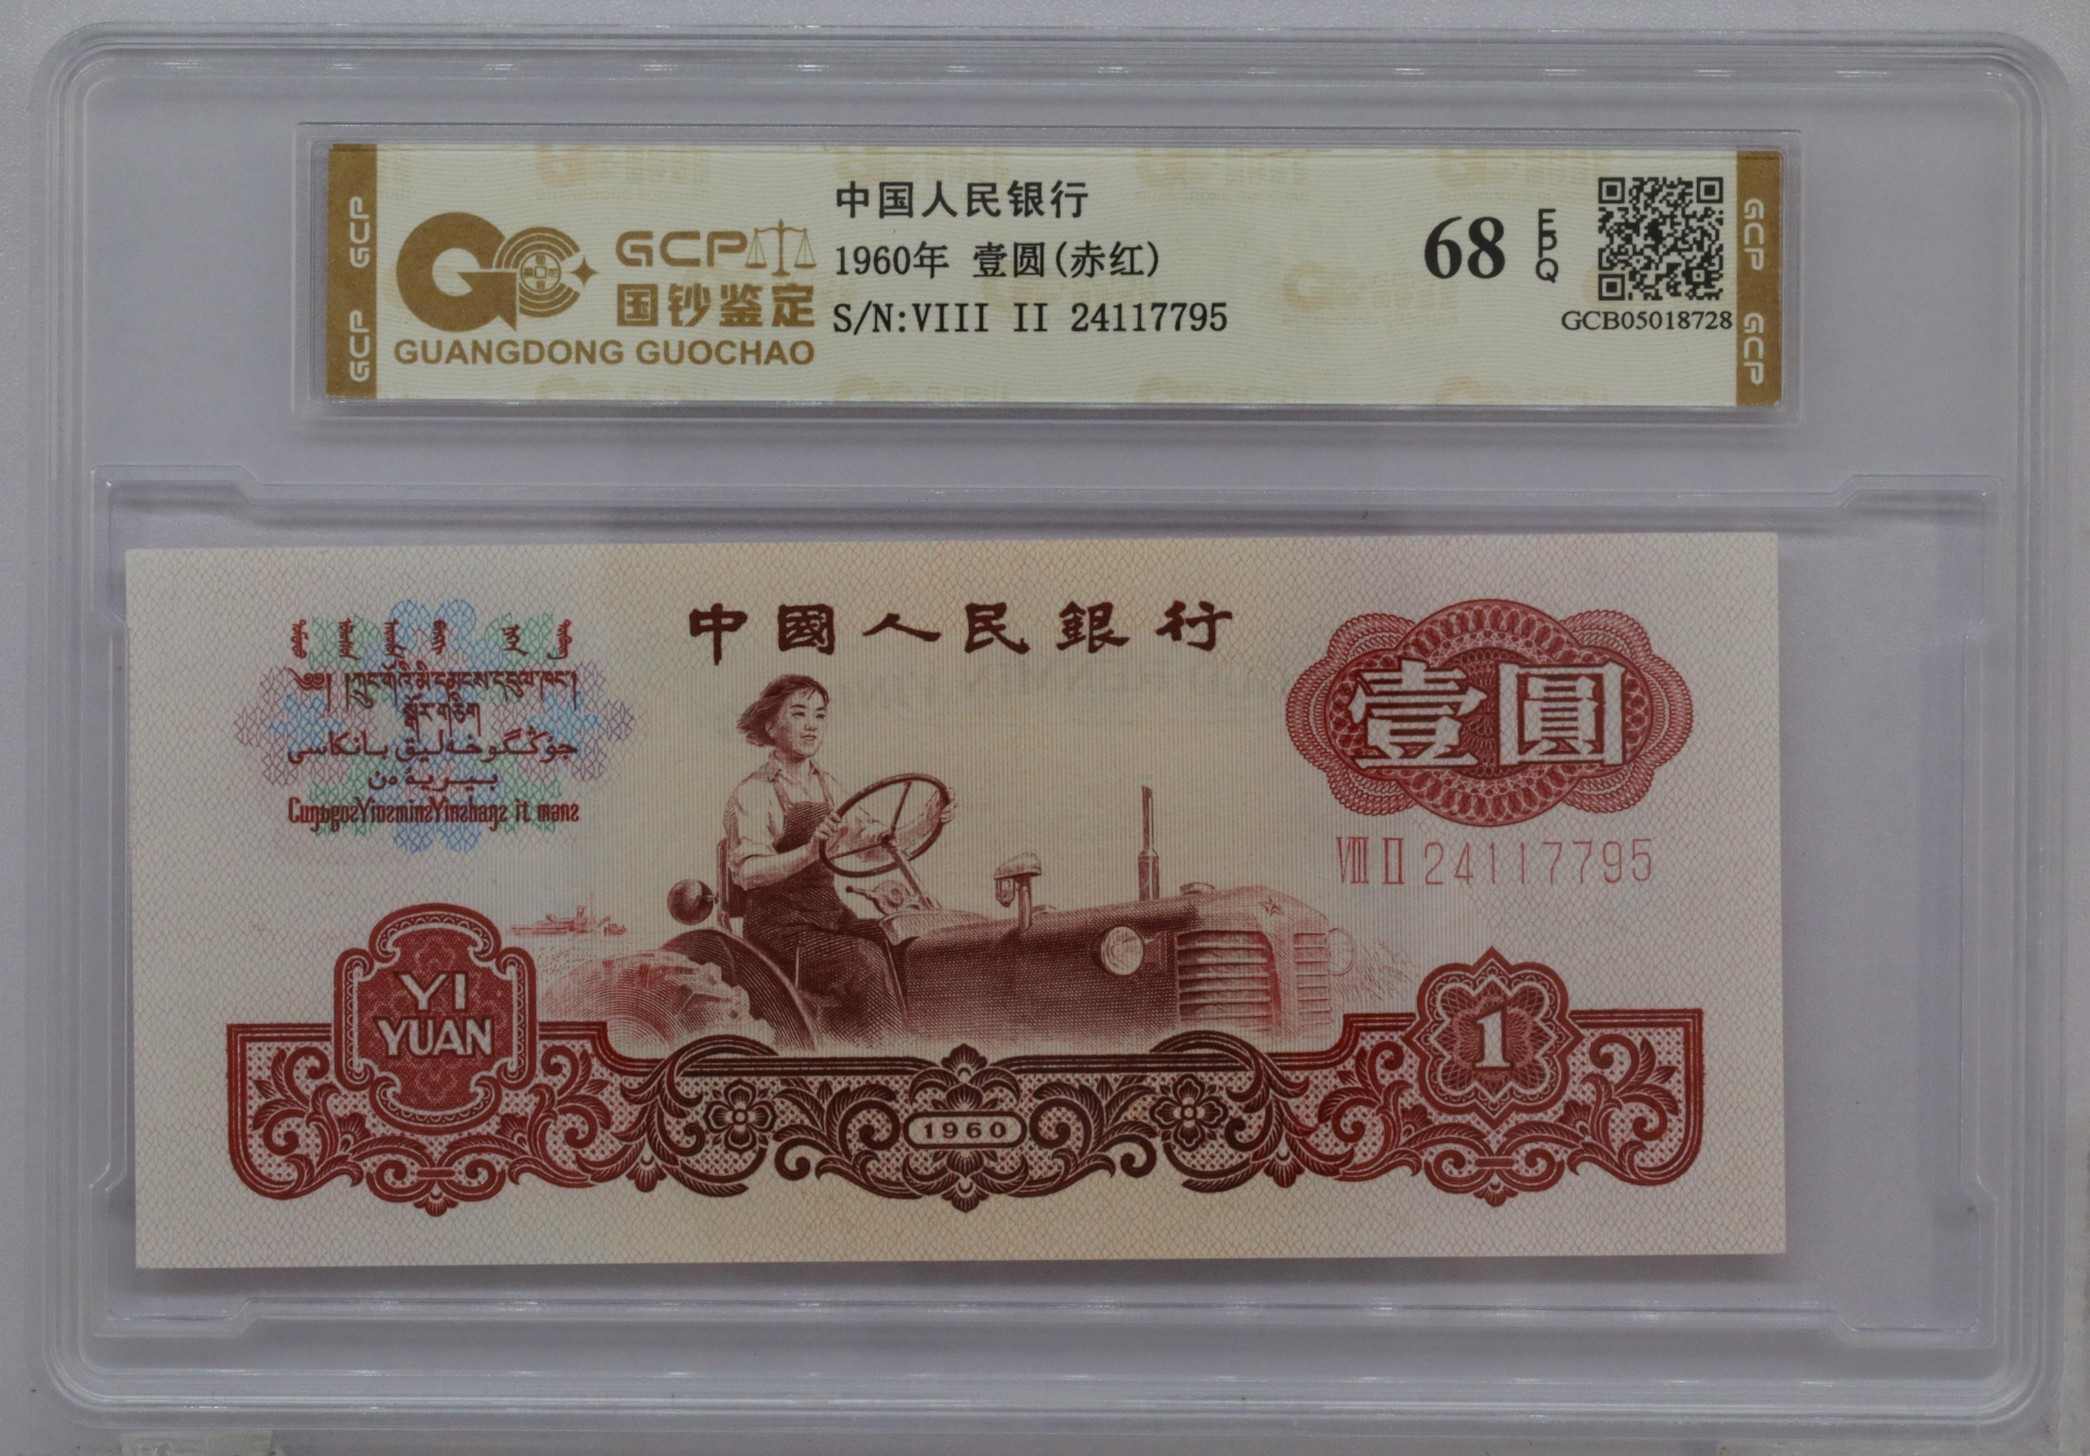 GCP
GCP
GCP
国钞鉴定
GUANGDONG GUOCHAO
中国人民银行
1960年 壹圆(赤红)
S/N:VIII II 24117795
68
EPQ
GCB05018728
GCP
GCP
中國人民銀行
壹圓
VIII II 24117795
YI
YUAN
1
1960